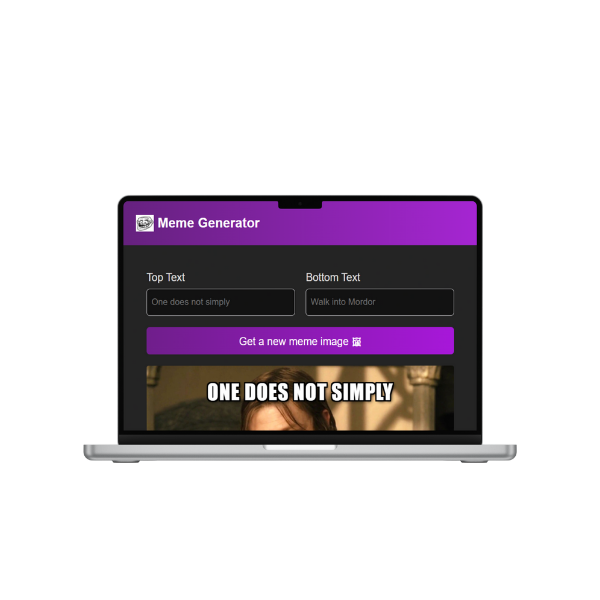 Meme Generator
Top Text
Bottom Text
One does not simply
Walk into Mordor
Get a new meme image
ONE DOES NOT SIMPLY